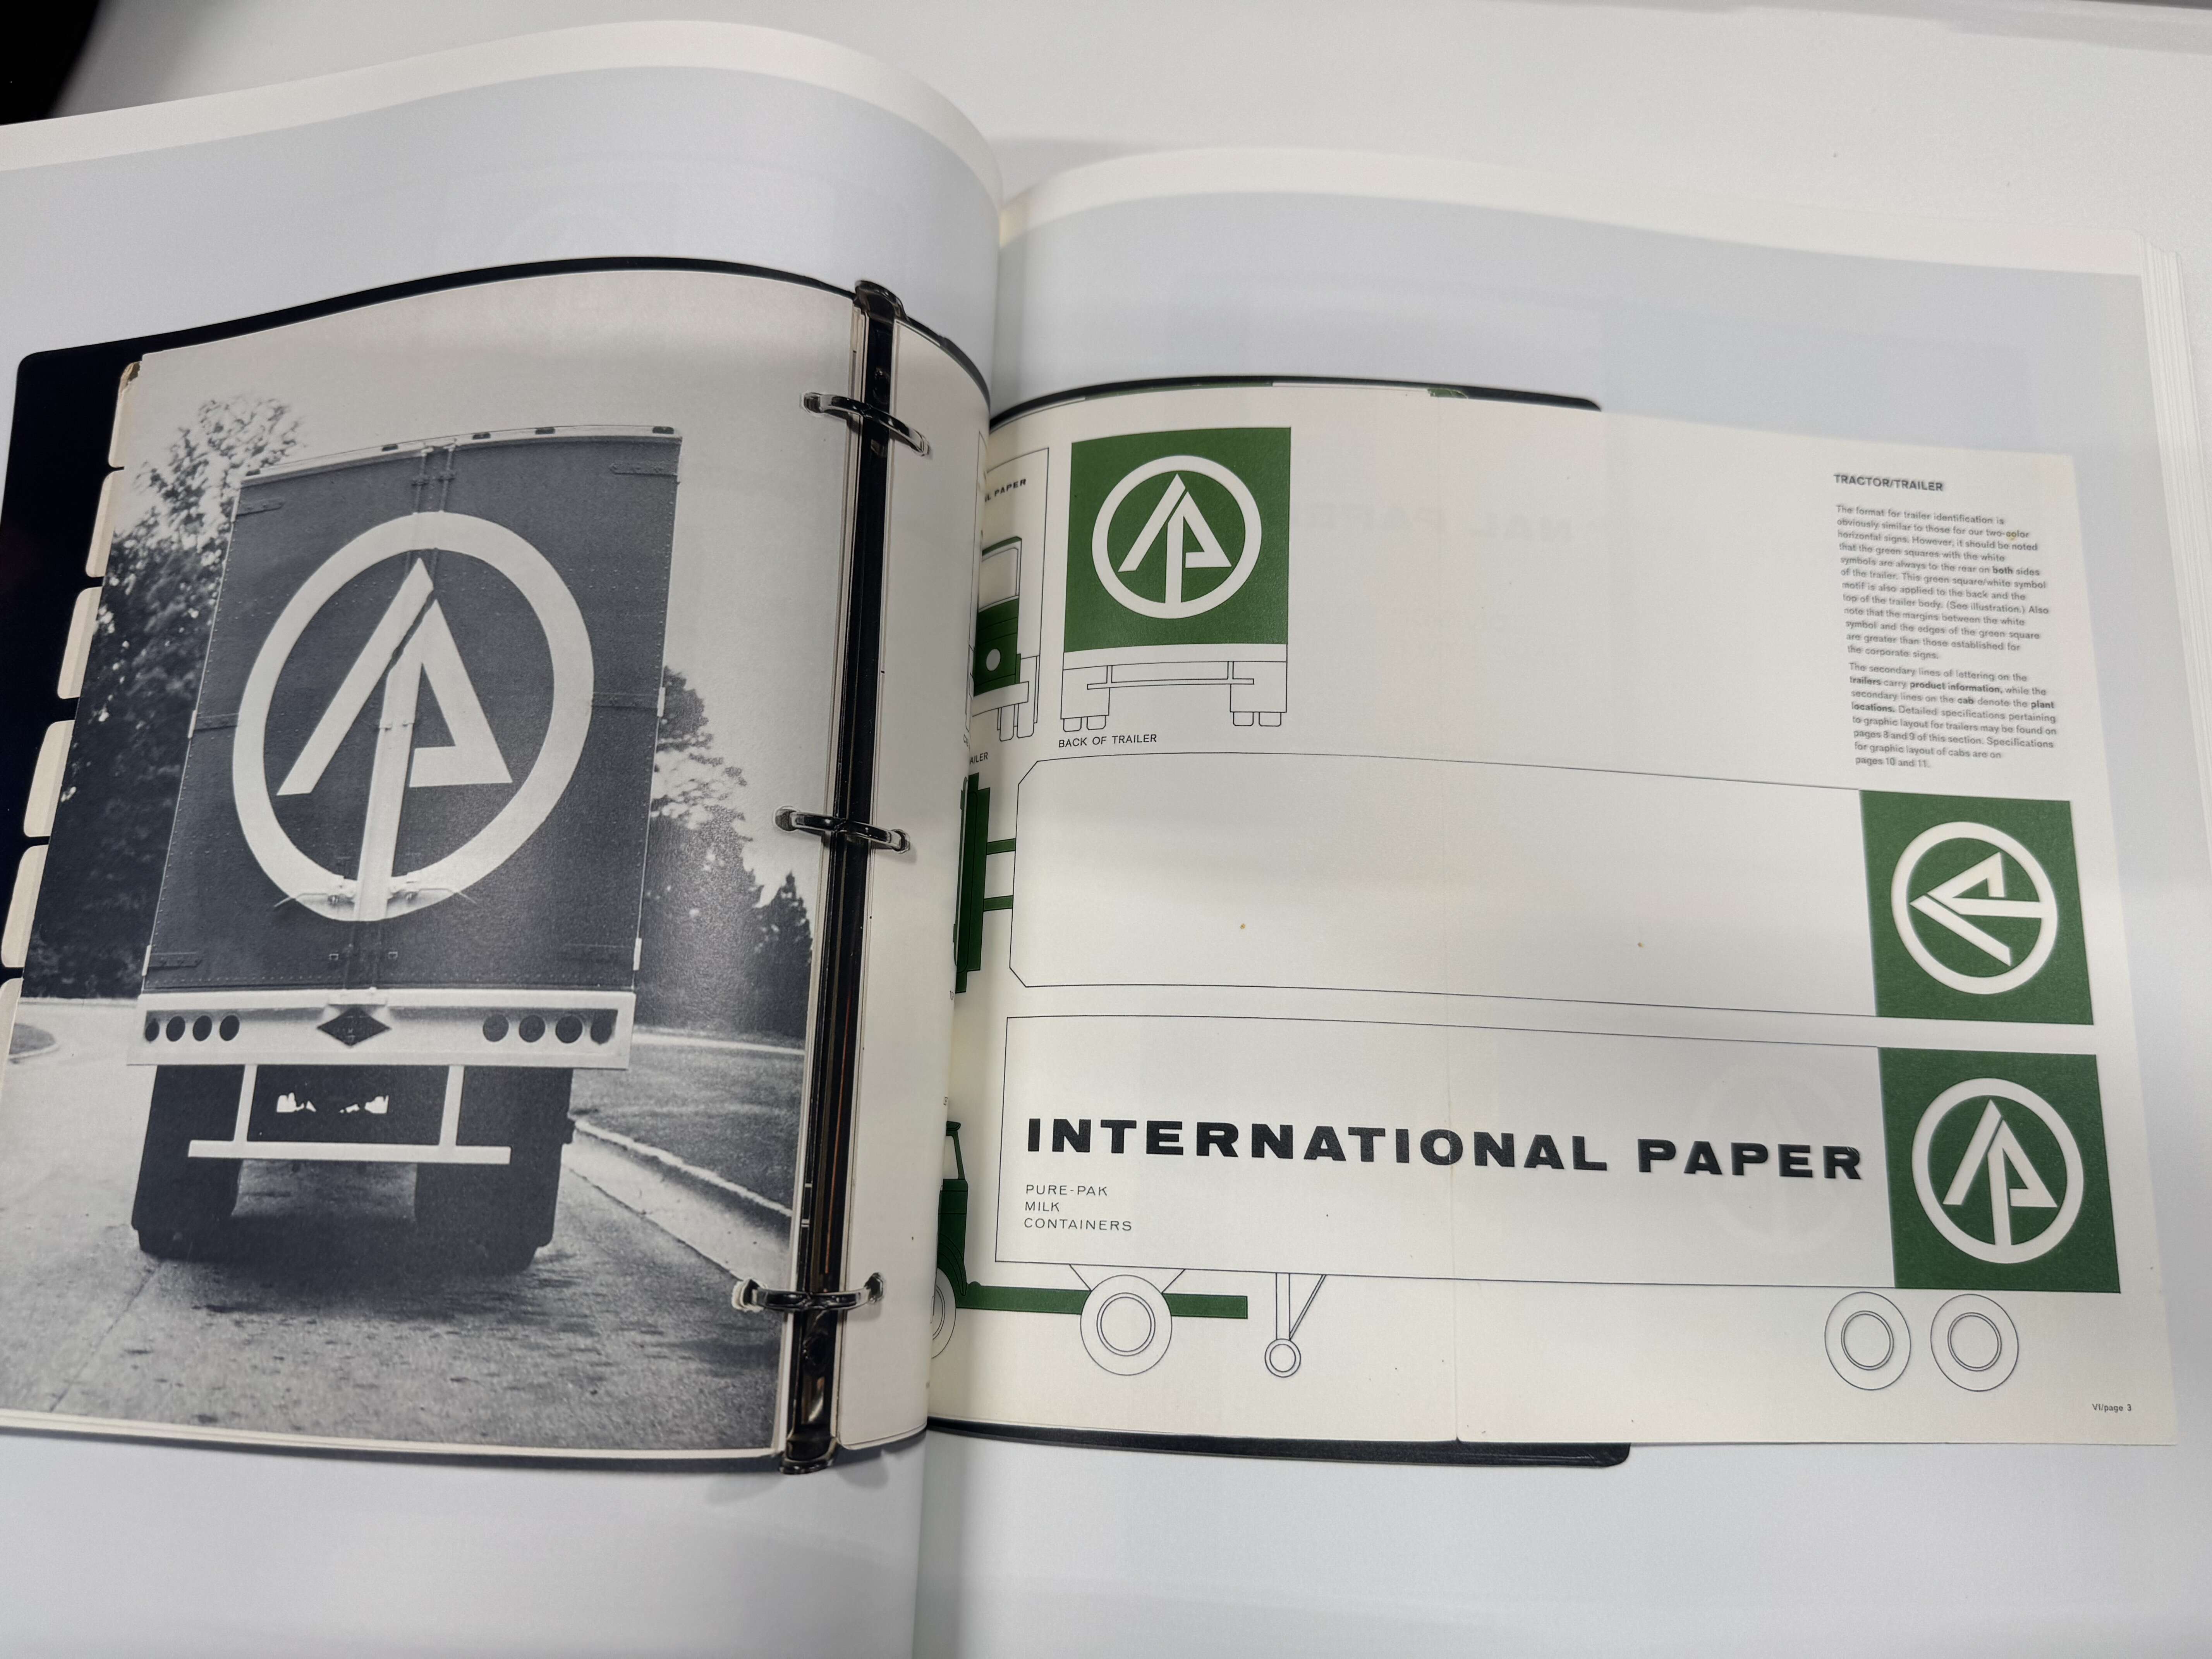 L PAPER
AILER
BACK OF TRAILER
TRACTOR/TRAILER
The format for trailer identification is
obviously similar to those for our two-color
horizontal signs. However, it should be noted
that the green squares with the white
symbols are always to the rear on both sides
of the trailer. This green square/white symbol
motif is also applied to the back and the
top of the trailer body. (See illustration.) Also
note that the margins between the white
symbol and the edges of the green square
are greater than those established for
the corporate signs.
The secondary lines of lettering on the
trailers carry product information, while the
secondary lines on the cab denote the plant
locations. Detailed specifications pertaining
to graphic layout for trailers may be found on
pages 8 and 9 of this section. Specifications
for graphic layout of cabs are on
pages 10 and 11.
INTERNATIONAL PAPER
PURE-PAK
MILK
CONTAINERS
VI/page 3